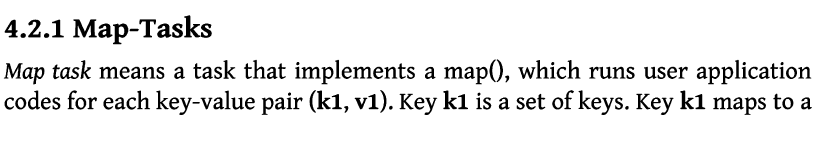 4.2.1 Map-Tasks
Map task means a task that implements a map(), which runs user application
codes for each key-value pair (k1, v1). Key k1 is a set of keys. Key k1 maps to a